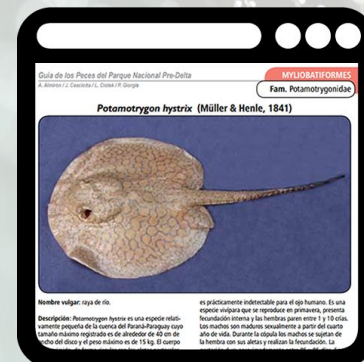 Guía de los Peces del Parque Nacional Pre-Delta
MYLIOBATIFORMES
A. Almirón / J. Casciotta / L. Ciotek / P. Giorgis
Fam. Potamotrygonidae
Potamotrygon hystrix (Müller & Henle, 1841)
Nombre vulgar: raya de río.
Descripción: Potamotrygon hystrix es una especie relati-
vamente pequeña de la cuenca del Paraná-Paraguay cuyo
tamaño máximo registrado es de alrededor de 40 cm de
ancho del disco y el peso máximo es de 15 kg. El cuerpo
es prácticamente indetectable para el ojo humano. Es una
especie vivípara que se reproduce en primavera, presenta
fecundación interna y las hembras paren entre 1 y 10 crías.
Los machos son maduros sexualmente a partir del cuarto
año de vida. Durante la cópula los machos se sujetan de
la hembra con sus aletas y realizan la fecundación. La